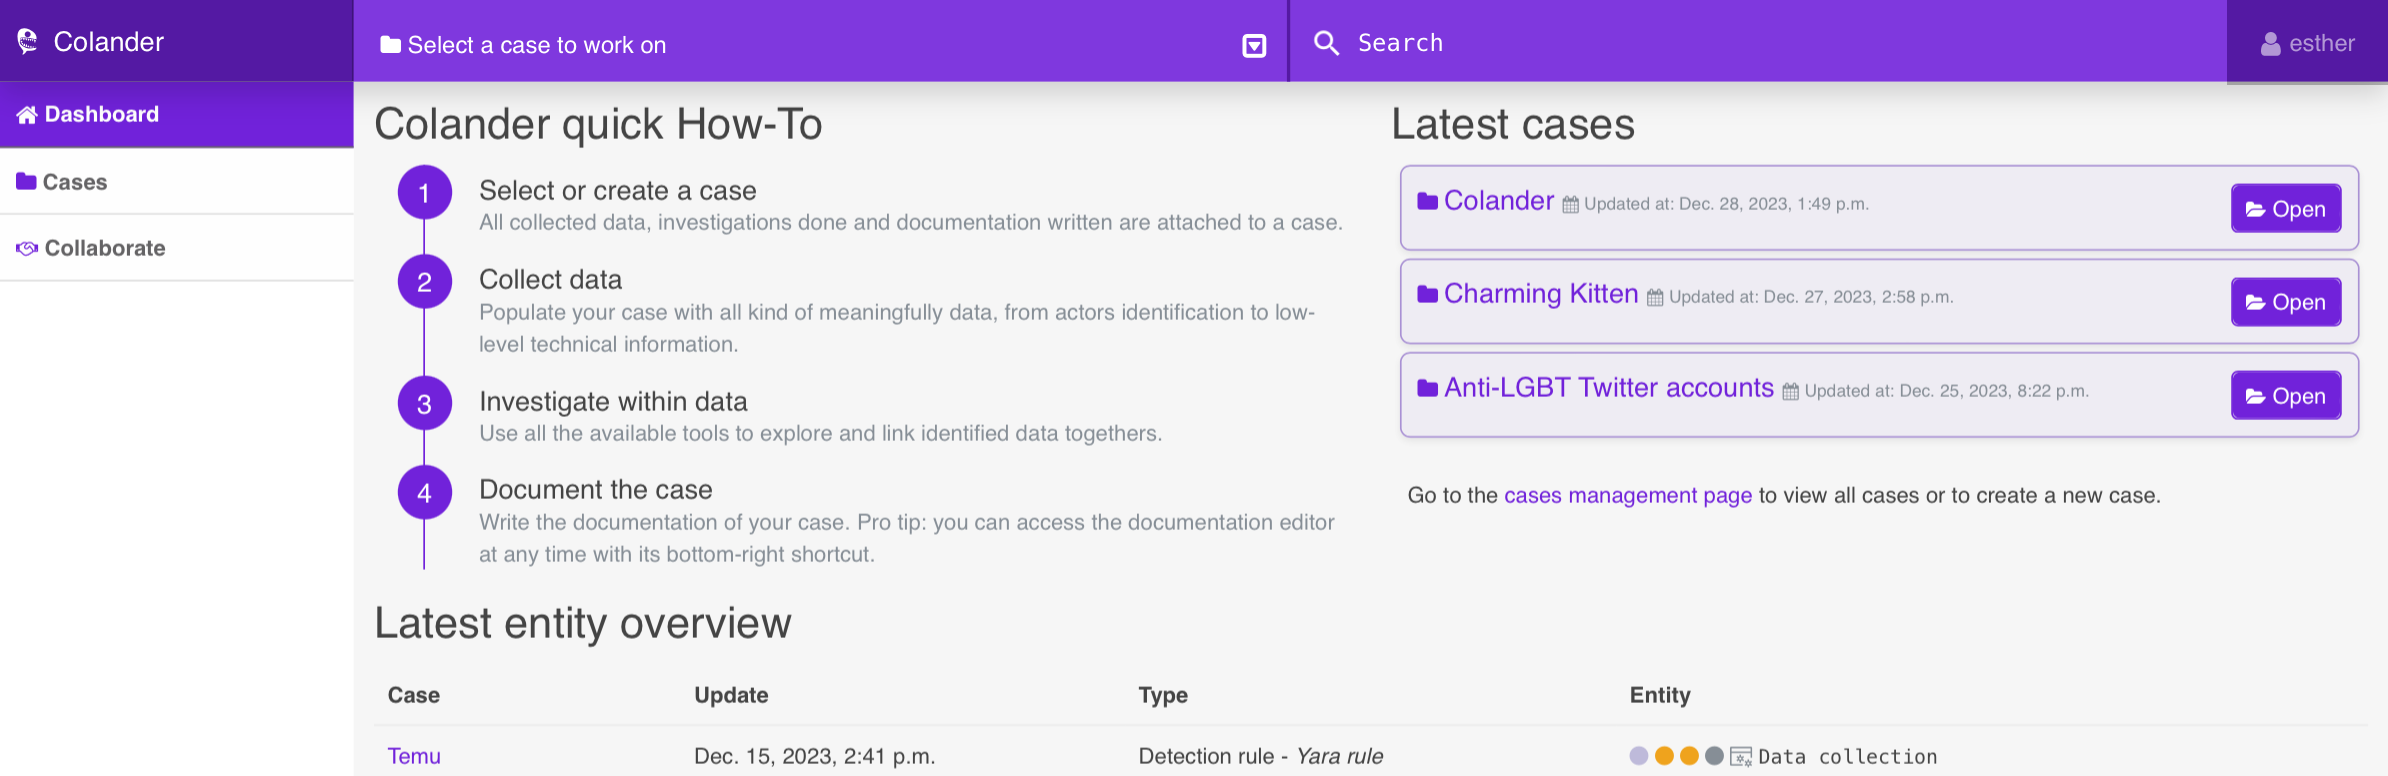 Colander
Select a case to work on
Search
esther
Dashboard
Cases
Collaborate
Colander quick How-To
1
Select or create a case
All collected data, investigations done and documentation written are attached to a case.
2
Collect data
Populate your case with all kind of meaningfully data, from actors identification to low-
level technical information.
3
Investigate within data
Use all the available tools to explore and link identified data togethers.
4
Document the case
Write the documentation of your case. Pro tip: you can access the documentation editor
at any time with its bottom-right shortcut.
Latest cases
Colander Updated at: Dec. 28, 2023, 1:49 p.m.
Open
Charming Kitten Updated at: Dec. 27, 2023, 2:58 p.m.
Open
Anti-LGBT Twitter accounts Updated at: Dec. 25, 2023, 8:22 p.m.
Open
Go to the cases management page to view all cases or to create a new case.
Latest entity overview
Case Update Type Entity
Temu Dec. 15, 2023, 2:41 p.m. Detection rule - Yara rule Data collection